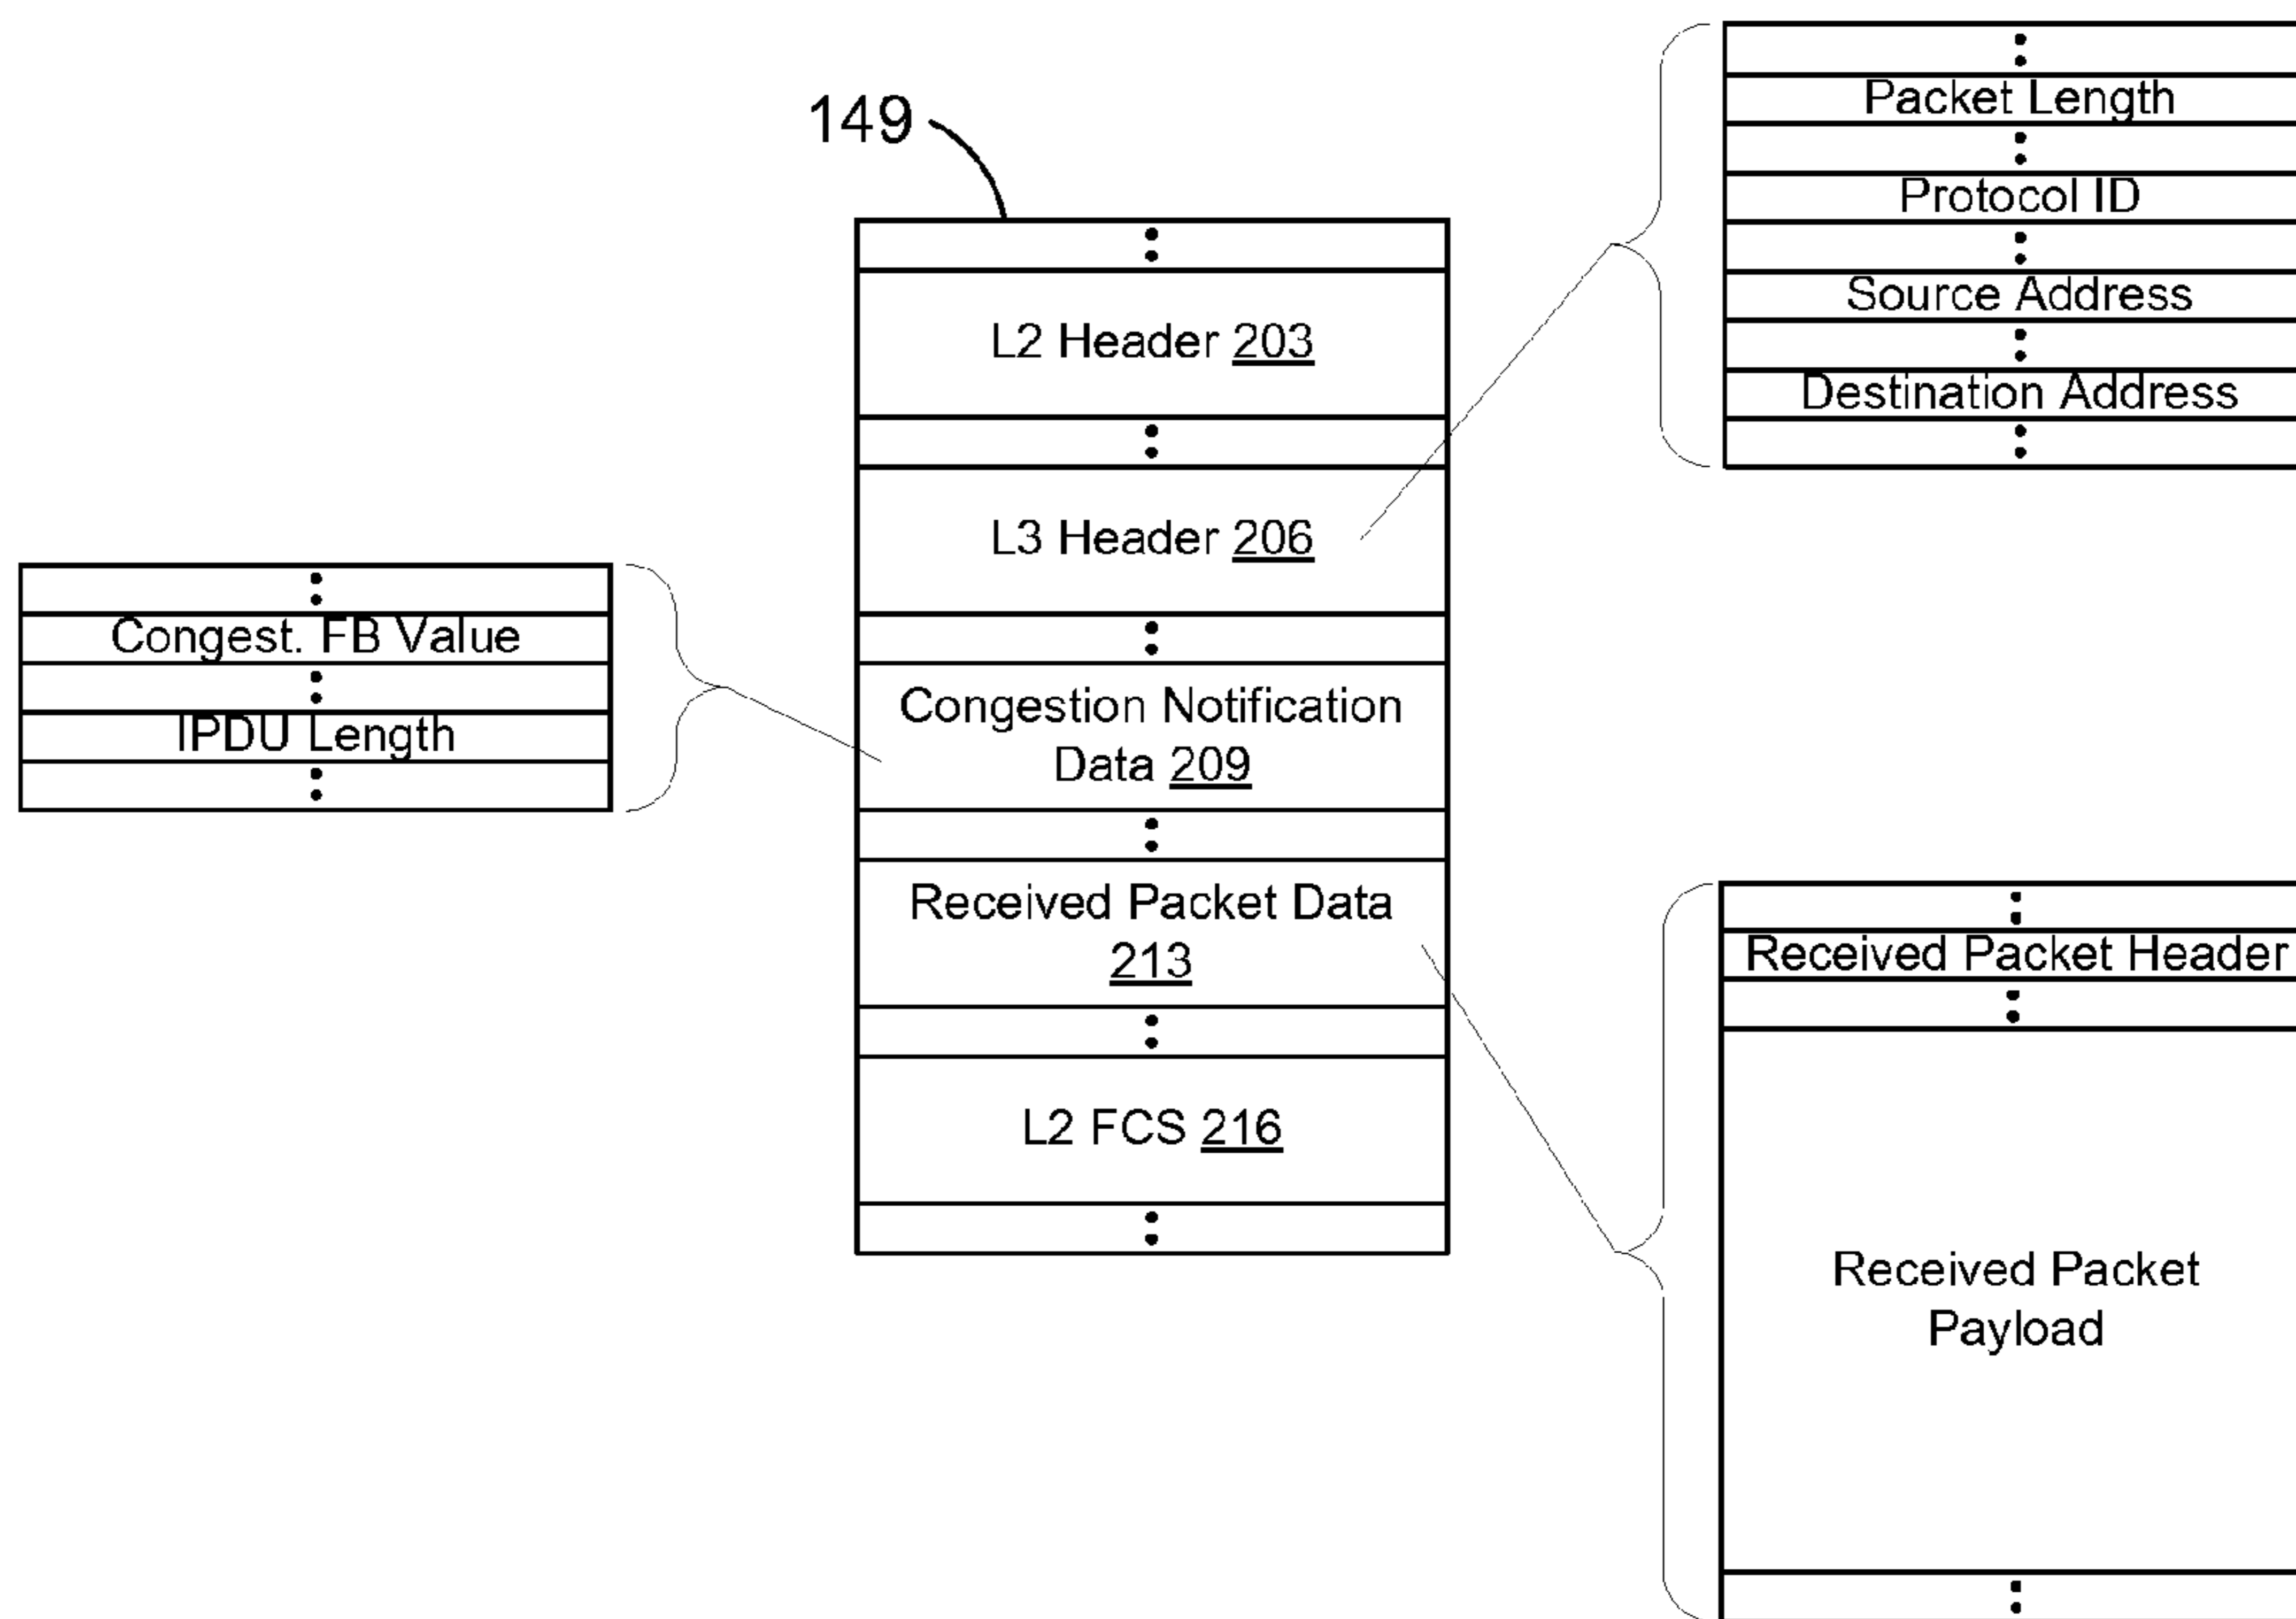 149
L2 Header 203
L3 Header 206
Congestion Notification
Data 209
Received Packet Data
213
L2 FCS 216
Congest. FB Value
IPDU Length
Packet Length
Protocol ID
Source Address
Destination Address
Received Packet Header
Received Packet
Payload